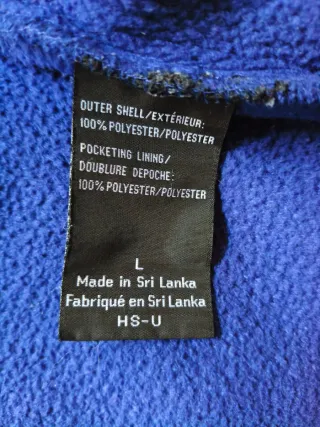 OUTER SHELL/EXTÉRIEUR:
100% POLYESTER/POLYESTER
POCKETING LINING/
DOUBLURE DEPOCHE:
100% POLYESTER/POLYESTER
L
Made in Sri Lanka
Fabriqué en Sri Lanka
HS-U